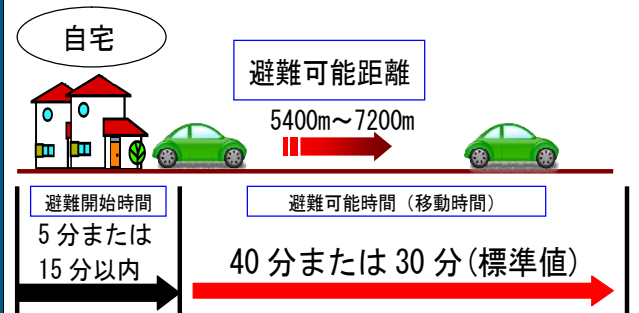 自宅
避難可能距離
5400m～7200m
避難開始時間
5分または
15分以内
避難可能時間（移動時間）
40分または30分(標準値)